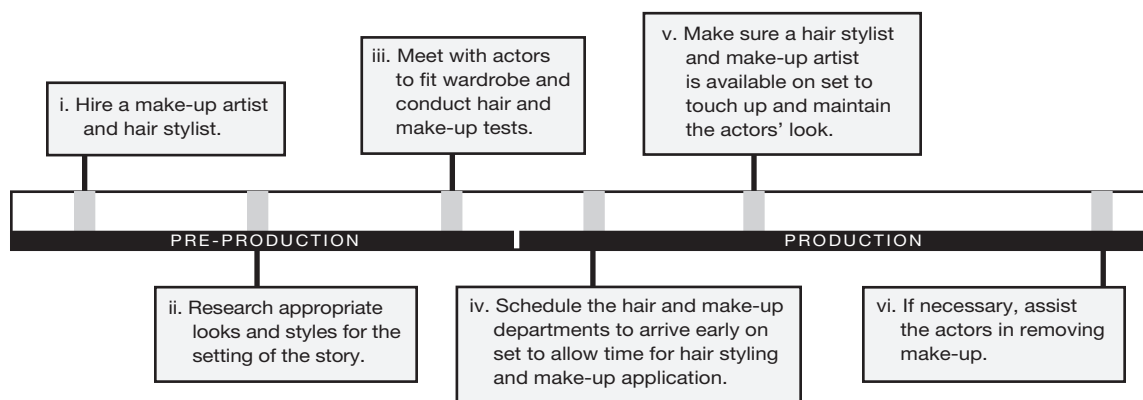 i. Hire a make-up artist
and hair stylist.
iii. Meet with actors
to fit wardrobe and
conduct hair and
make-up tests.
v. Make sure a hair stylist
and make-up artist
is available on set to
touch up and maintain
the actors’ look.
PRE-PRODUCTION
PRODUCTION
ii. Research appropriate
looks and styles for the
setting of the story.
iv. Schedule the hair and make-up
departments to arrive early on
set to allow time for hair styling
and make-up application.
vi. If necessary, assist
the actors in removing
make-up.